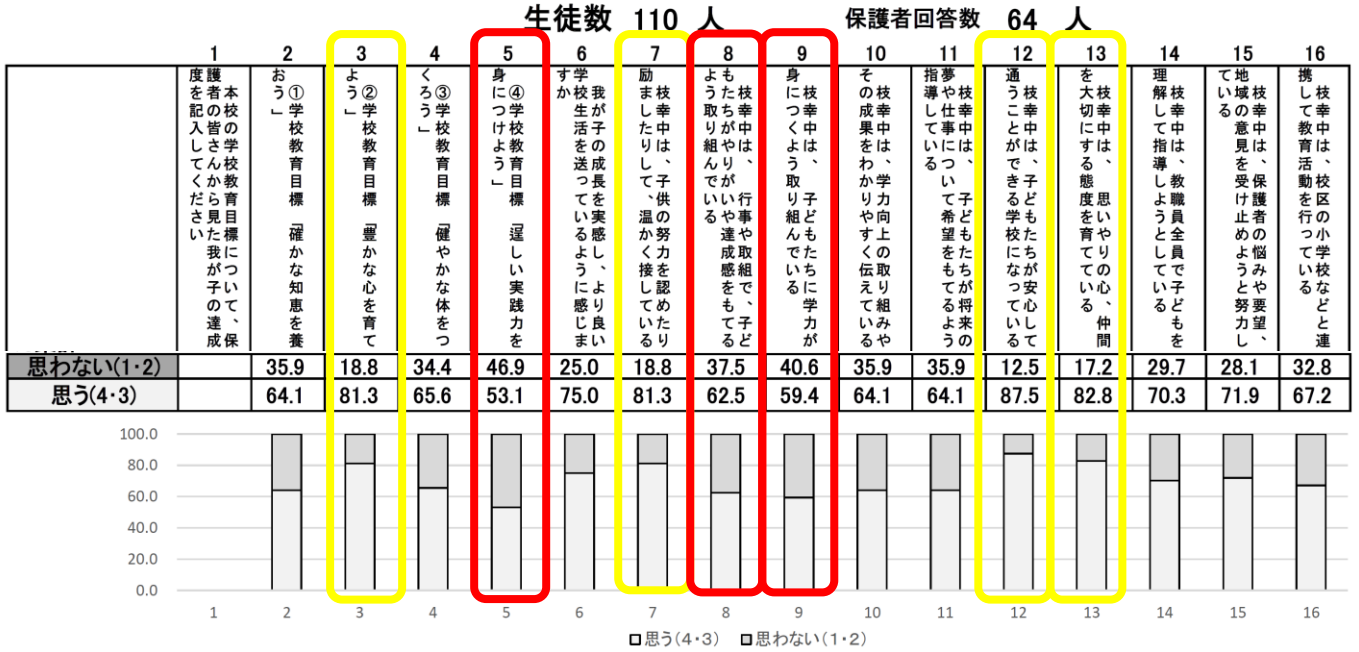 生徒数 110 人 保護者回答数 64 人
1 2 3 4 5 6 7 8 9 10 11 12 13 14 15 16
本校の学校教育目標について、保
護者の皆さんから見た我が子の達成
度を記入してください
①学校教育目標 「確かな知恵を養
おう」
②学校教育目標 「豊かな心を育て
よう」
③学校教育目標 「健やかな体をつ
くろう」
④学校教育目標 「逞しい実践力を
身につけよう」
我が子の成長を実感し、より良い
学校生活を送っているように感じま
すか
枝幸中は、子供の努力を認めたり
励ましたりして、温かく接している
枝幸中は、行事や取組で、子ど
もたちがやりがいや達成感をもてる
よう取り組んでいる
枝幸中は、子どもたちに学力が
身につくよう取り組んでいる
枝幸中は、学力向上の取り組みや
その成果をわかりやすく伝えている
枝幸中は、子どもたちが将来の
夢や仕事について希望をもてるよう
指導している
枝幸中は、子どもたちが安心して
通うことができる学校になっている
枝幸中は、思いやりの心、仲間
を大切にする態度を育てている
枝幸中は、教職員全員で子どもを
理解して指導しようとしている
枝幸中は、保護者の悩みや要望、
地域の意見を受け止めようと努力し
ている
枝幸中は、校区の小学校などと連
携して教育活動を行っている
思わない(1・2) 35.9 18.8 34.4 46.9 25.0 18.8 37.5 40.6 35.9 35.9 12.5 17.2 29.7 28.1 32.8
思う(4・3) 64.1 81.3 65.6 53.1 75.0 81.3 62.5 59.4 64.1 64.1 87.5 82.8 70.3 71.9 67.2
100.0
80.0
60.0
40.0
20.0
0.0
1 2 3 4 5 6 7 8 9 10 11 12 13 14 15 16
思う(4・3) 思わない(1・2)